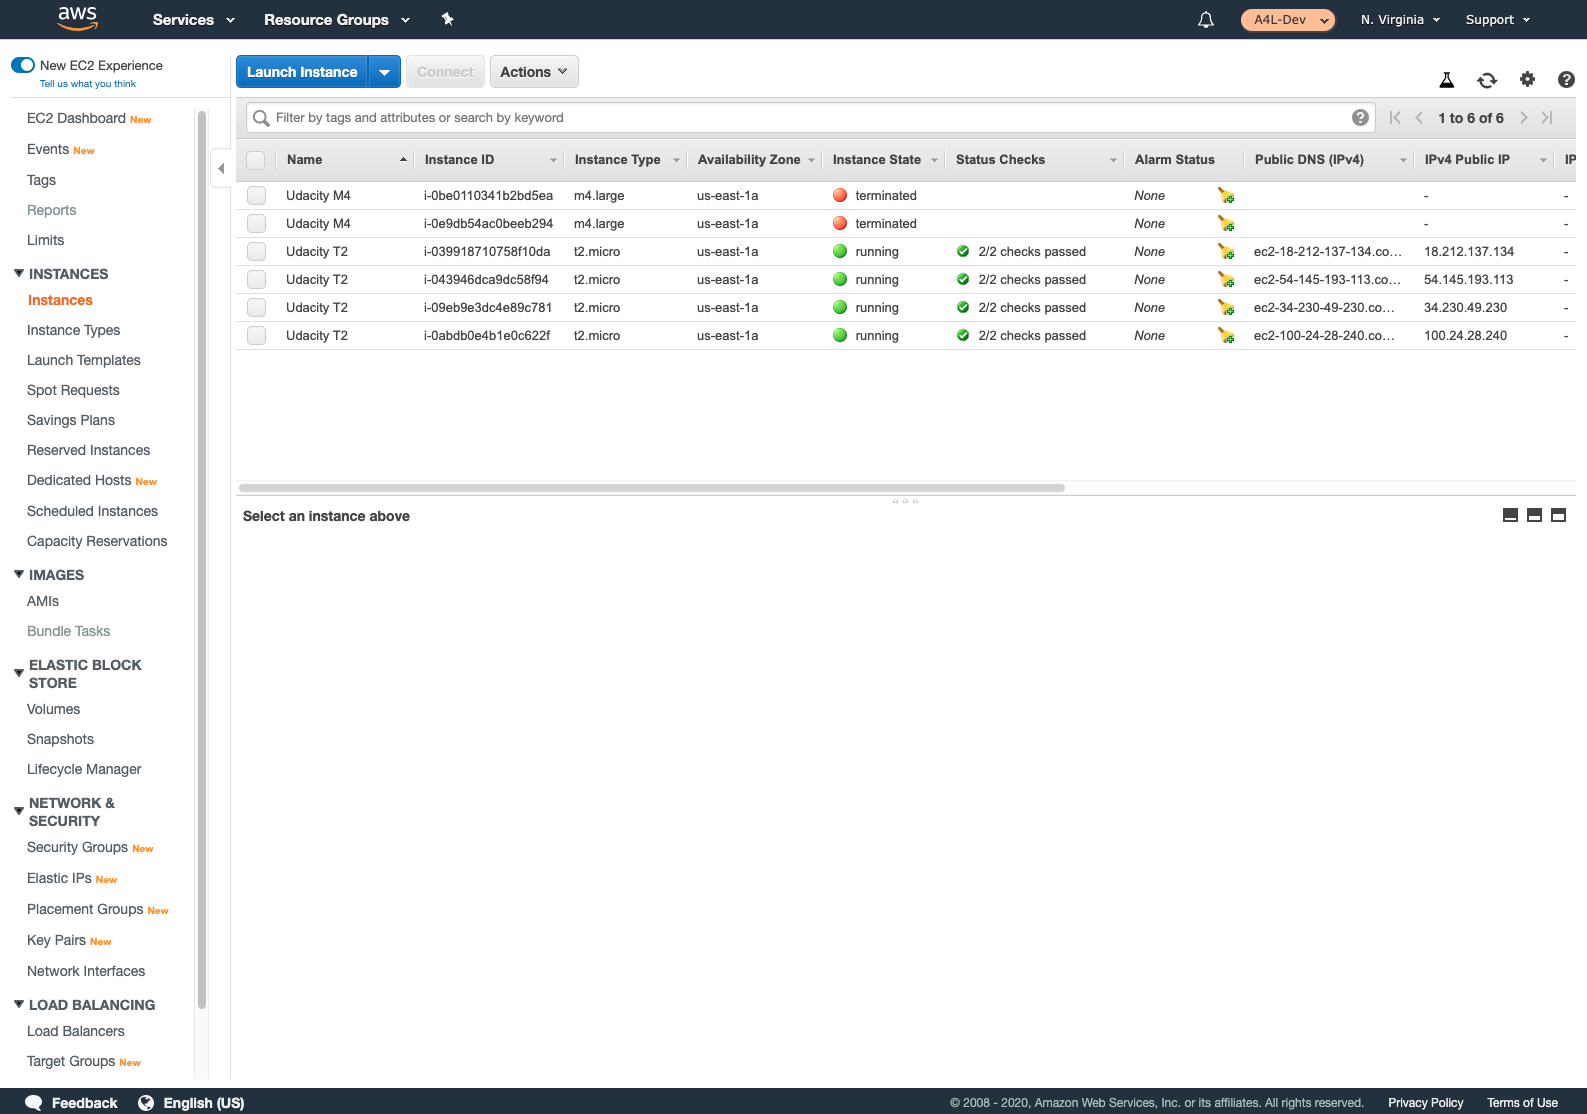 aws Services Resource Groups A4L-Dev N. Virginia Support
New EC2 Experience
Tell us what you think
Launch Instance Connect Actions
EC2 Dashboard New
Events New
Tags
Reports
Limits
INSTANCES
Instances
Instance Types
Launch Templates
Spot Requests
Savings Plans
Reserved Instances
Dedicated Hosts New
Scheduled Instances
Capacity Reservations
IMAGES
AMIs
Bundle Tasks
ELASTIC BLOCK
STORE
Volumes
Snapshots
Lifecycle Manager
NETWORK &
SECURITY
Security Groups New
Elastic IPs New
Placement Groups New
Key Pairs New
Network Interfaces
LOAD BALANCING
Load Balancers
Target Groups New
Filter by tags and attributes or search by keyword 1 to 6 of 6
Name Instance ID Instance Type Availability Zone Instance State Status Checks Alarm Status Public DNS (IPv4) IPv4 Public IP IP
Udacity M4 i-0be0110341b2bd5ea m4.large us-east-1a terminated None - -
Udacity M4 i-0e9db54ac0beeb294 m4.large us-east-1a terminated None - -
Udacity T2 i-039918710758f10da t2.micro us-east-1a running 2/2 checks passed None ec2-18-212-137-134.co... 18.212.137.134 -
Udacity T2 i-043946dca9dc58f94 t2.micro us-east-1a running 2/2 checks passed None ec2-54-145-193-113.co... 54.145.193.113 -
Udacity T2 i-09eb9e3dc4e89c781 t2.micro us-east-1a running 2/2 checks passed None ec2-34-230-49-230.co... 34.230.49.230 -
Udacity T2 i-0abdb0e4b1e0c622f t2.micro us-east-1a running 2/2 checks passed None ec2-100-24-28-240.co... 100.24.28.240 -
Select an instance above
Feedback English (US) © 2008 - 2020, Amazon Web Services, Inc. or its affiliates. All rights reserved. Privacy Policy Terms of Use